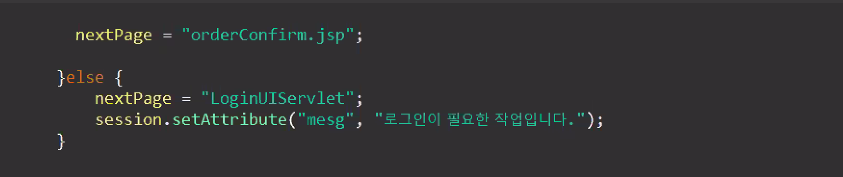 nextPage = "orderConfirm.jsp";
}else {
nextPage = "LoginUIServlet";
session.setAttribute("mesg", "로그인이 필요한 작업입니다.");
}